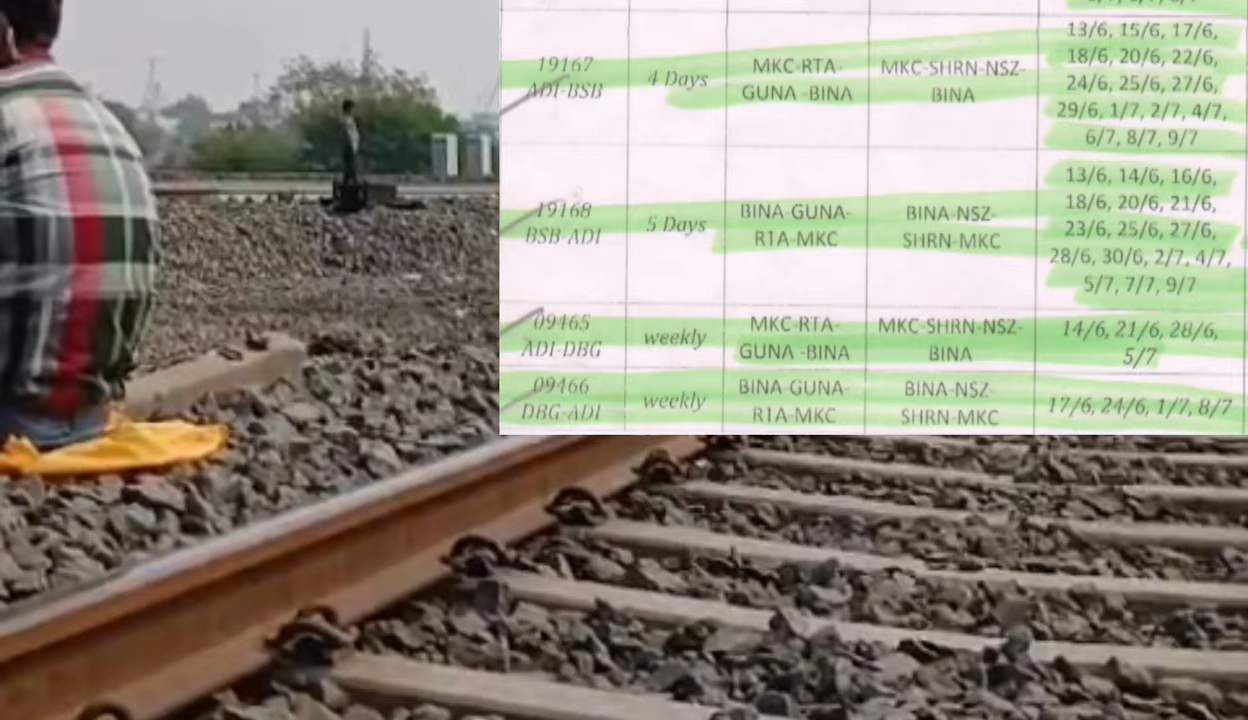 19167
ADI-BSB
4 Days
MKC-RTA-
GUNA -BINA
MKC-SHRN-NSZ-
BINA
13/6, 15/6, 17/6,
18/6, 20/6, 22/6,
24/6, 25/6, 27/6,
29/6, 1/7, 2/7, 4/7,
6/7, 8/7, 9/7
19168
BSB-ADI
5 Days
BINA-GUNA-
RTA-MKC
BINA-NSZ-
SHRN-MKC
13/6, 14/6, 16/6,
18/6, 20/6, 21/6,
23/6, 25/6, 27/6,
28/6, 30/6, 2/7, 4/7,
5/7, 7/7, 9/7
09465
ADI-DBG
weekly
MKC-RTA-
GUNA -BINA
MKC-SHRN-NSZ-
BINA
14/6, 21/6, 28/6,
5/7
09466
DBG-ADI
weekly
BINA-GUNA-
RTA-MKC
BINA-NSZ-
SHRN-MKC
17/6, 24/6, 1/7, 8/7